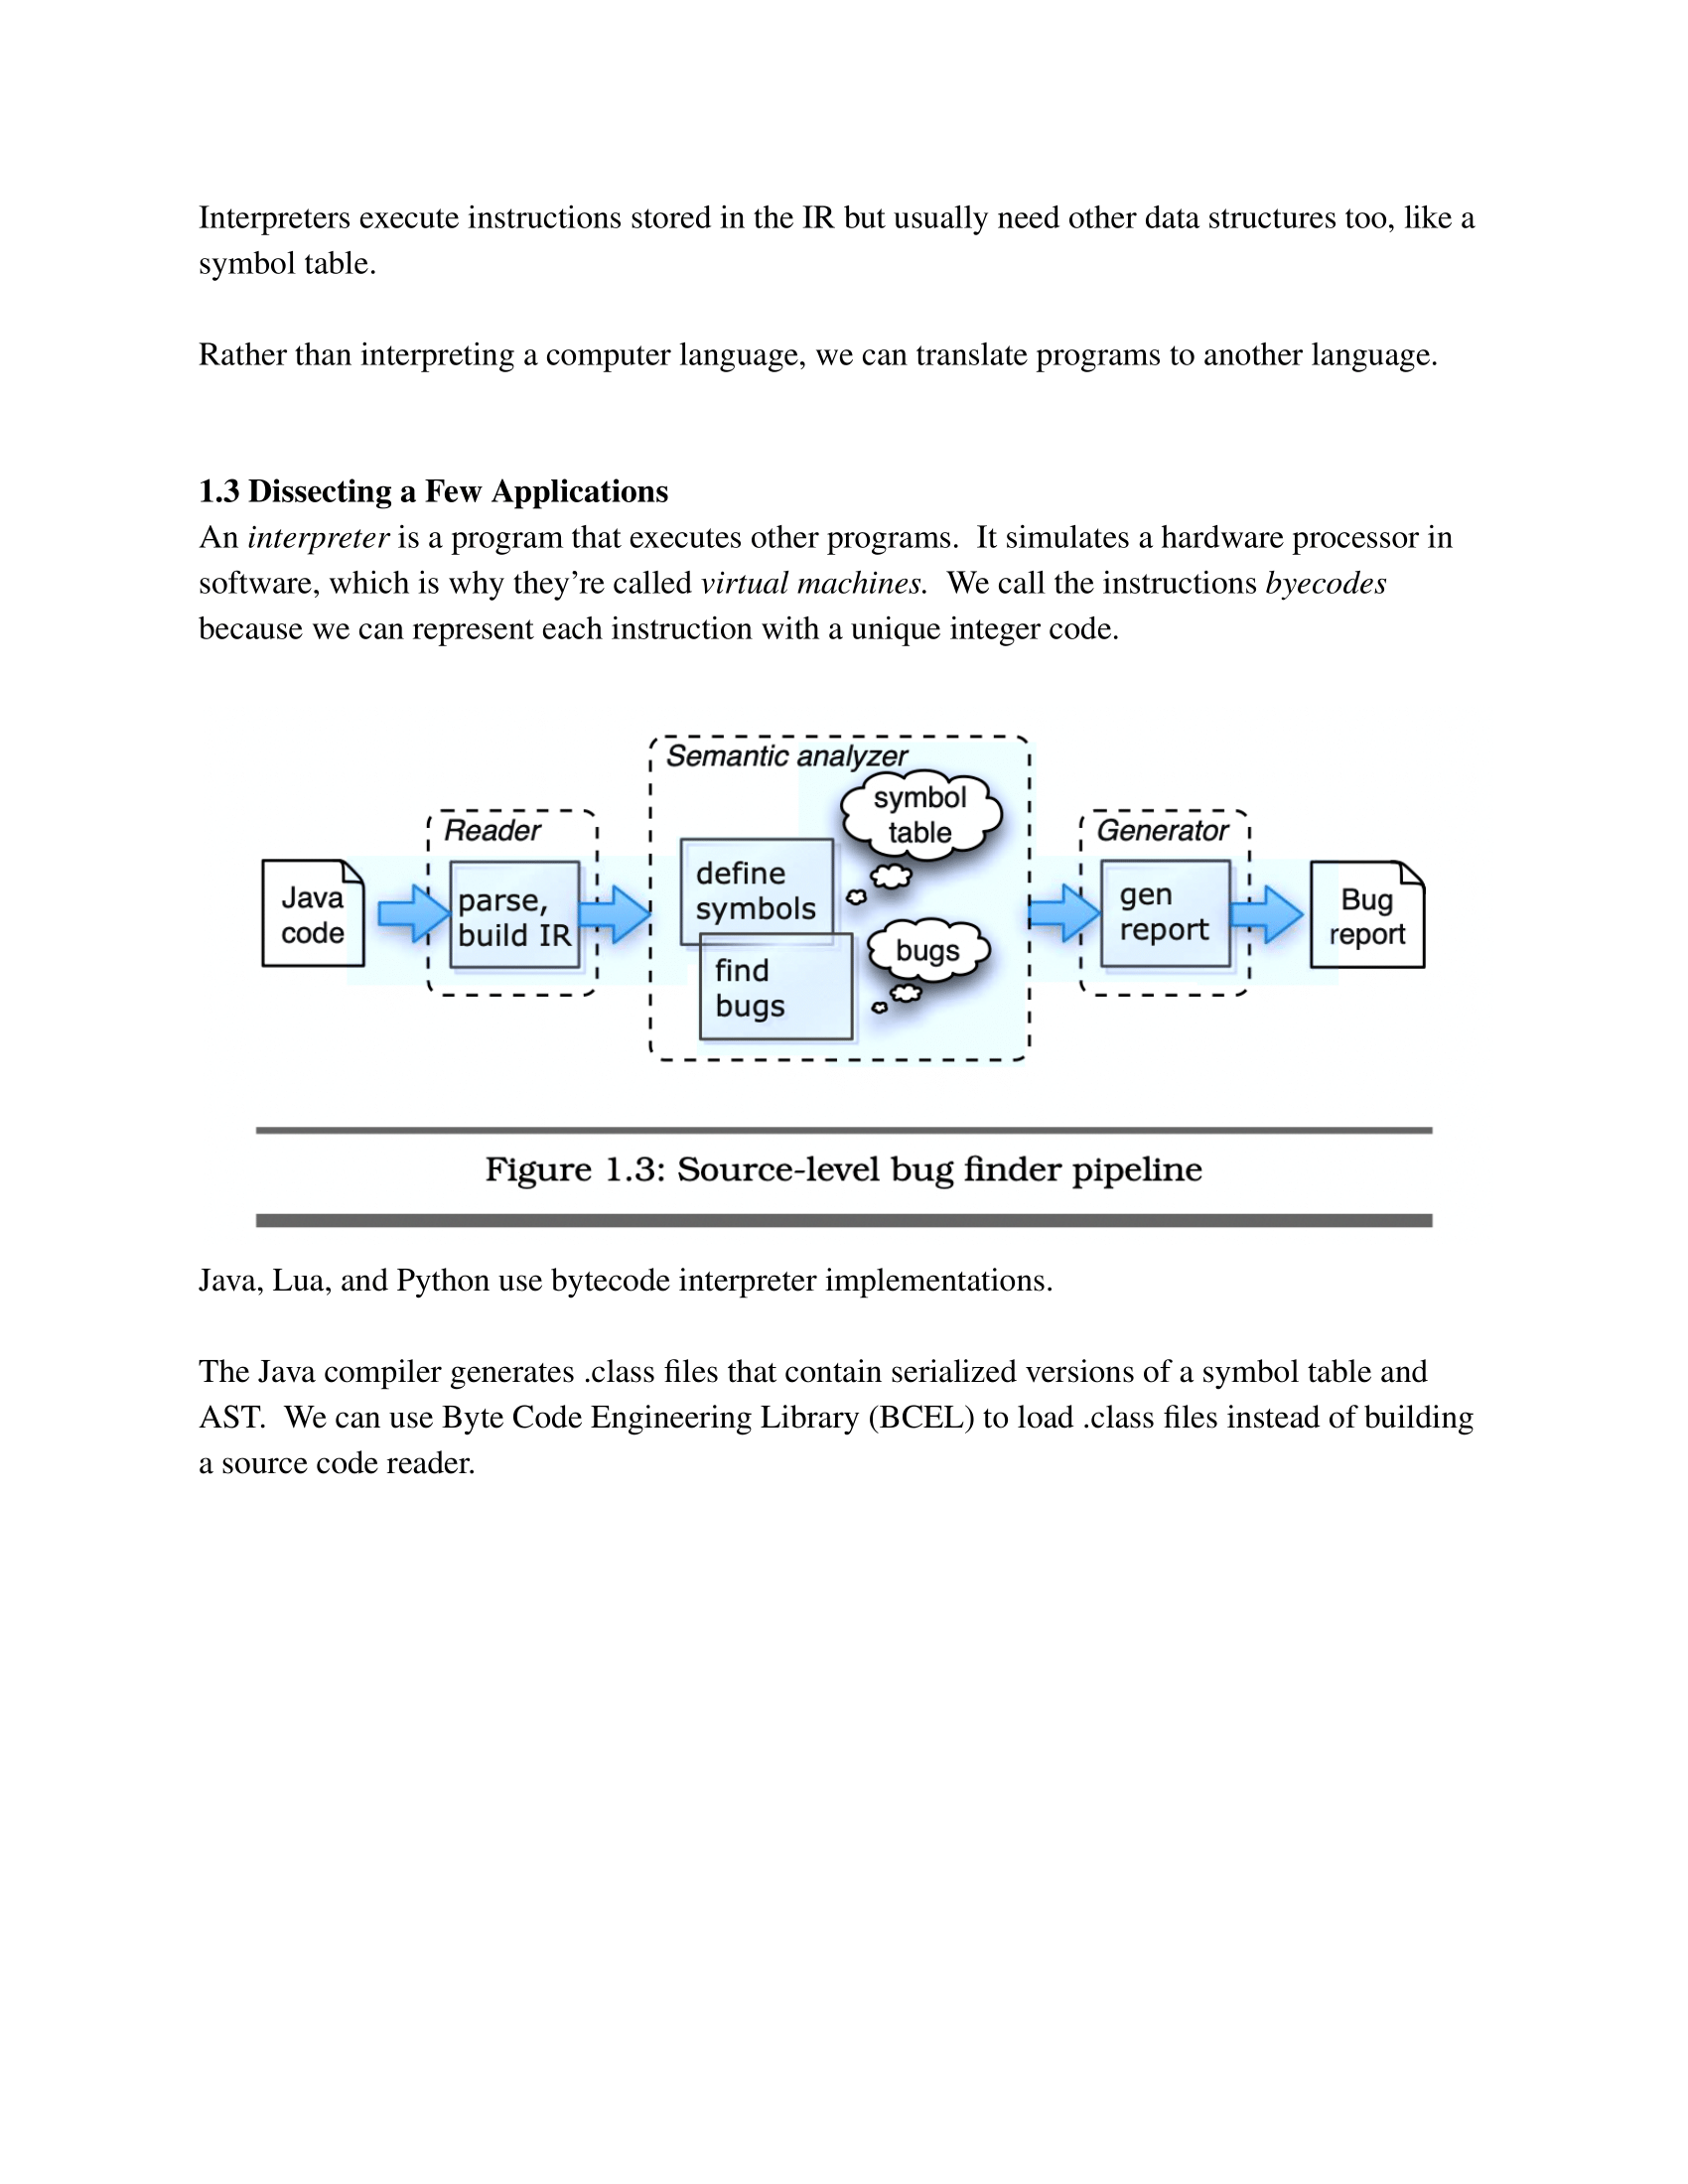 Interpreters execute instructions stored in the IR but usually need other data structures too, like a
symbol table.
Rather than interpreting a computer language, we can translate programs to another language.
1.3 Dissecting a Few Applications
An interpreter is a program that executes other programs.  It simulates a hardware processor in
software, which is why they’re called virtual machines.  We call the instructions byecodes
because we can represent each instruction with a unique integer code.
Java
code
Reader
parse,
build IR
Semantic analyzer
define
symbols
symbol
table
find
bugs
bugs
Generator
gen
report
Bug
report
Figure 1.3: Source-level bug finder pipeline
Java, Lua, and Python use bytecode interpreter implementations.
The Java compiler generates .class files that contain serialized versions of a symbol table and
AST.  We can use Byte Code Engineering Library (BCEL) to load .class files instead of building
a source code reader.